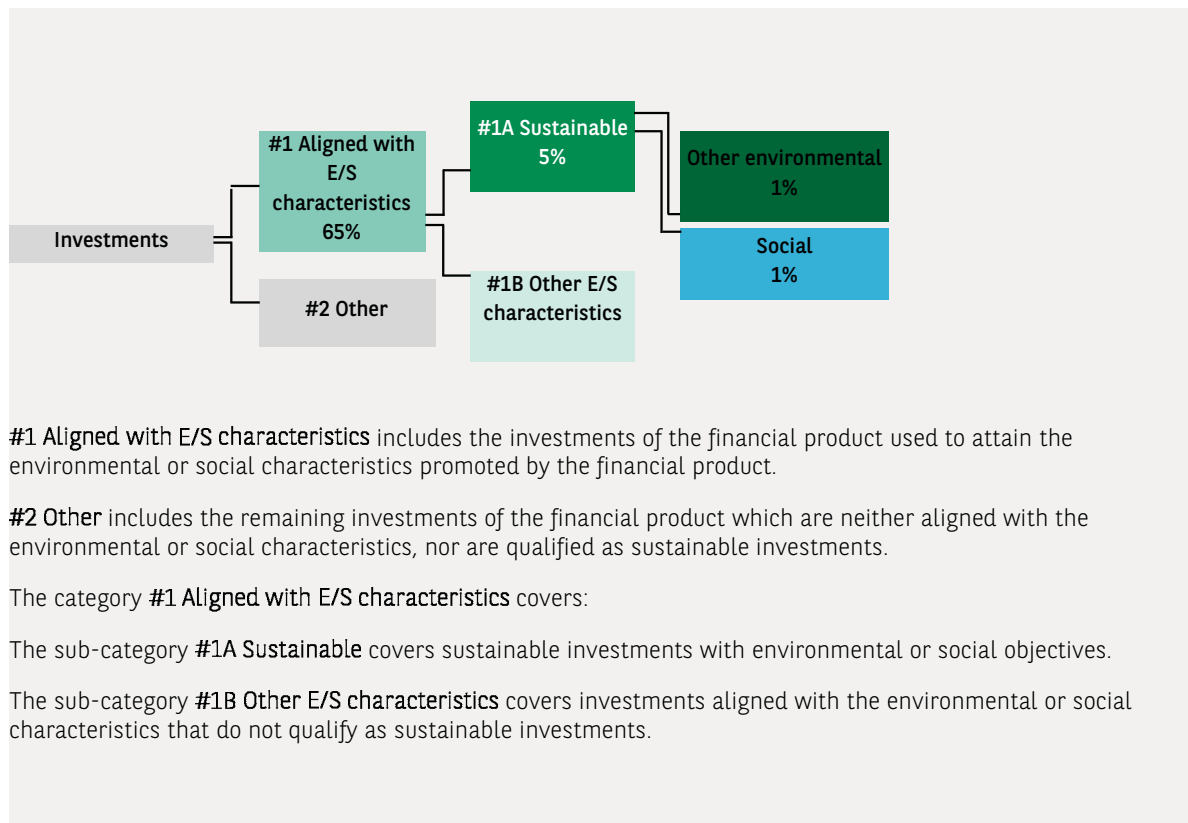 Investments
#1 Aligned with
E/S
characteristics
65%
#2 Other
#1A Sustainable
5%
#1B Other E/S
characteristics
Other environmental
1%
Social
1%
#1 Aligned with E/S characteristics includes the investments of the financial product used to attain the
environmental or social characteristics promoted by the financial product.
#2 Other includes the remaining investments of the financial product which are neither aligned with the
environmental or social characteristics, nor are qualified as sustainable investments.
The category #1 Aligned with E/S characteristics covers:
The sub-category #1A Sustainable covers sustainable investments with environmental or social objectives.
The sub-category #1B Other E/S characteristics covers investments aligned with the environmental or social
characteristics that do not qualify as sustainable investments.